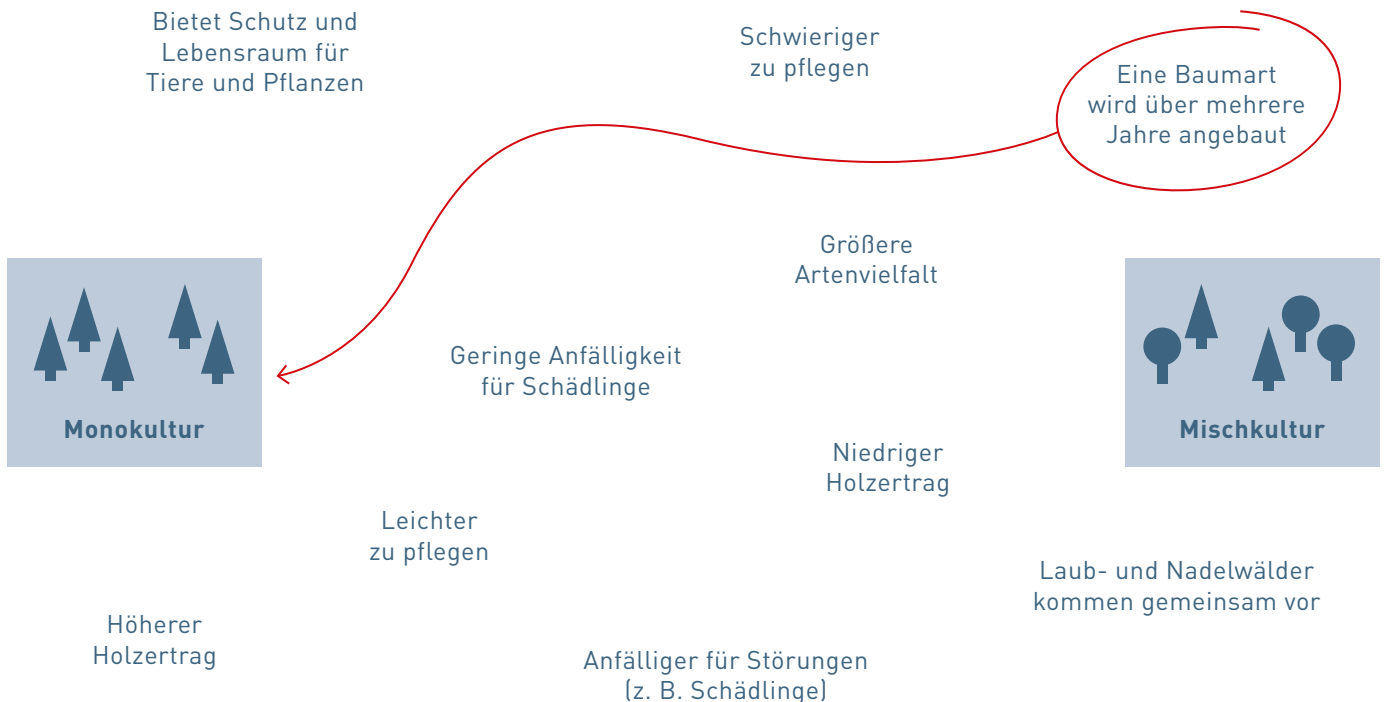 Bietet Schutz und
Lebensraum für
Tiere und Pflanzen
Schwieriger
zu pflegen
Eine Baumart
wird über mehrere
Jahre angebaut
Größere
Artenvielfalt
Monokultur
Geringe Anfälligkeit
für Schädlinge
Mischkultur
Niedriger
Holzertrag
Leichter
zu pflegen
Laub- und Nadelwälder
kommen gemeinsam vor
Höherer
Holzertrag
Anfälliger für Störungen
(z. B. Schädlinge)